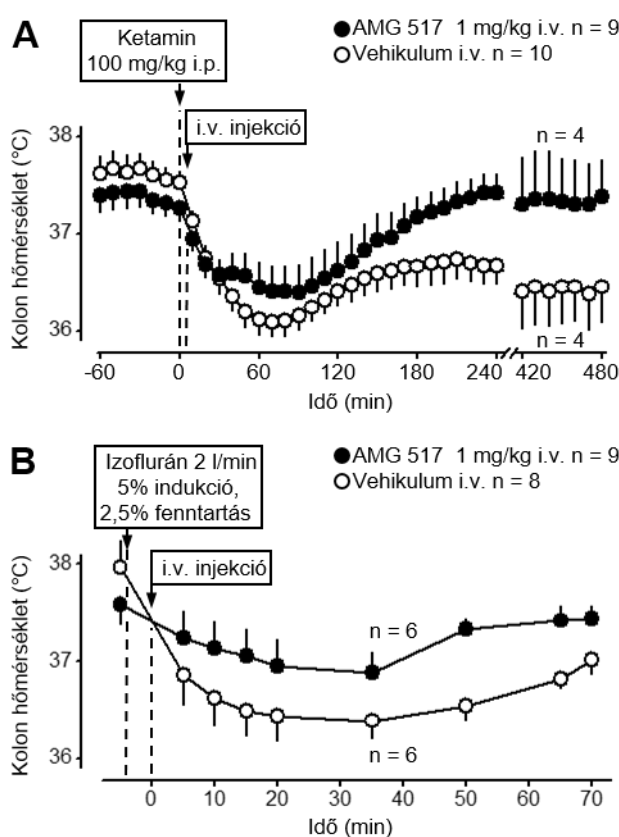 A
Ketamin
100 mg/kg i.p.
i.v. injekció
AMG 517 1 mg/kg i.v. n = 9
Vehikulum i.v. n = 10
Kolon hőmérséklet (°C)
38
37
36
n = 4
n = 4
-60 0 60 120 180 240 420 480
Idő (min)
B
Izoflurán 2 l/min
5% indukció,
2,5% fenntartás
i.v. injekció
AMG 517 1 mg/kg i.v. n = 9
Vehikulum i.v. n = 8
Kolon hőmérséklet (°C)
38
37
36
n = 6
n = 6
0 10 20 30 40 50 60 70
Idő (min)